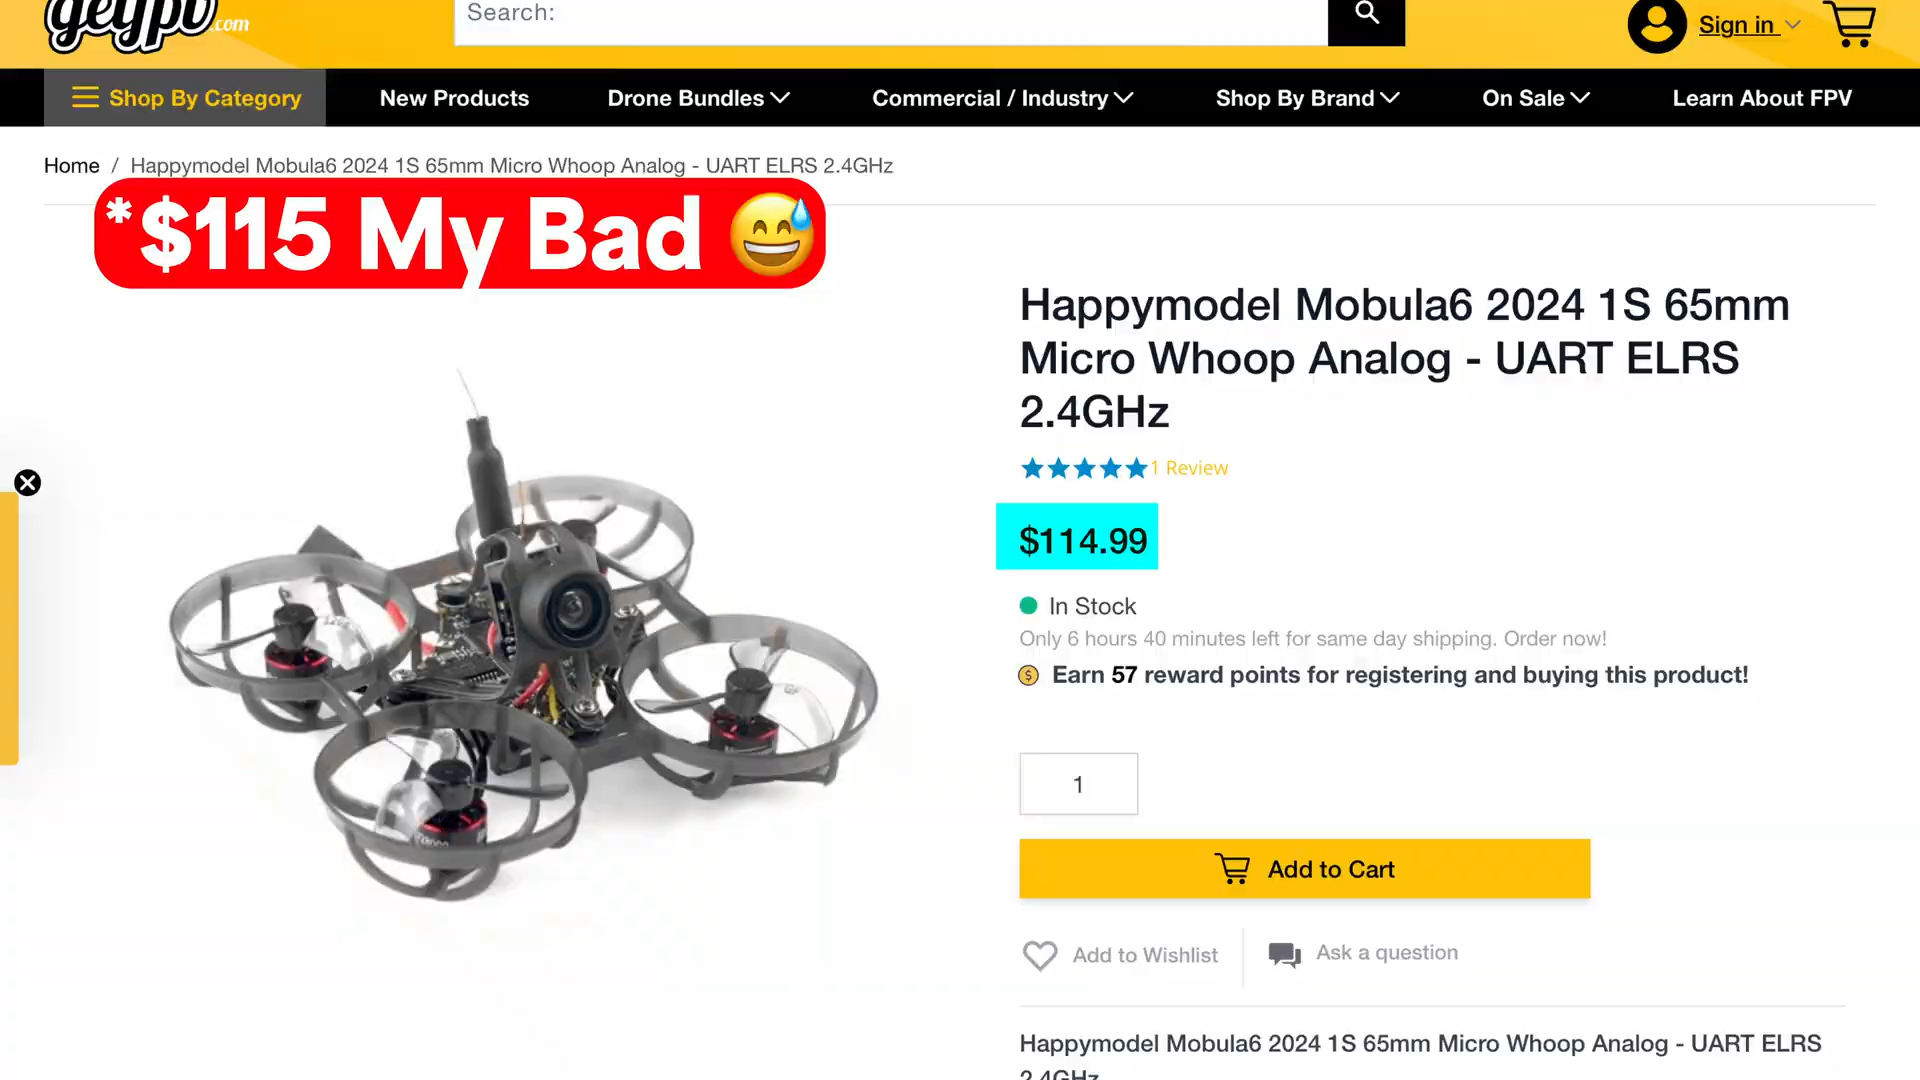 getfpv.com
Search:
Sign in
Shop By Category
New Products
Drone Bundles
Commercial / Industry
Shop By Brand
On Sale
Learn About FPV
Home / Happymodel Mobula6 2024 1S 65mm Micro Whoop Analog - UART ELRS 2.4GHz
*$115 My Bad 😅
Happymodel Mobula6 2024 1S 65mm
Micro Whoop Analog - UART ELRS
2.4GHz
1 Review
$114.99
In Stock
Only 6 hours 40 minutes left for same day shipping. Order now!
Earn 57 reward points for registering and buying this product!
1
Add to Cart
Add to Wishlist
Ask a question
Happymodel Mobula6 2024 1S 65mm Micro Whoop Analog - UART ELRS
2.4GHz